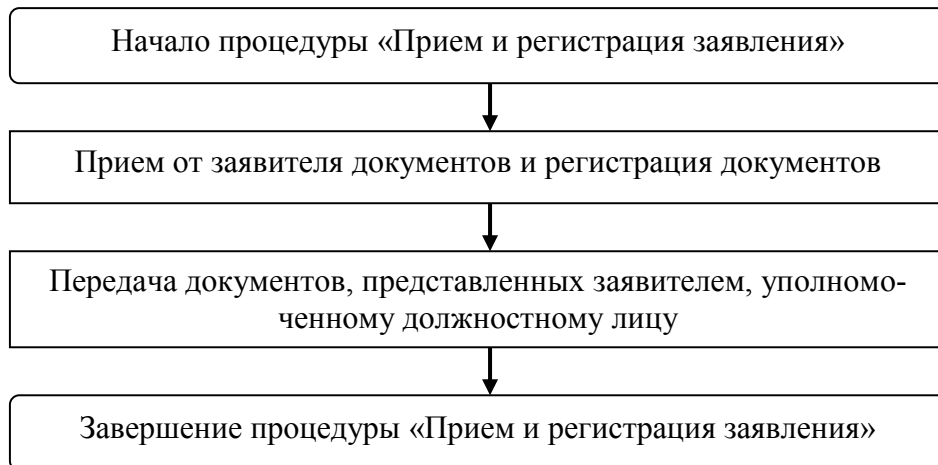 Начало процедуры «Прием и регистрация заявления»
Прием от заявителя документов и регистрация документов
Передача документов, представленных заявителем, уполномо-
ченному должностному лицу
Завершение процедуры «Прием и регистрация заявления»